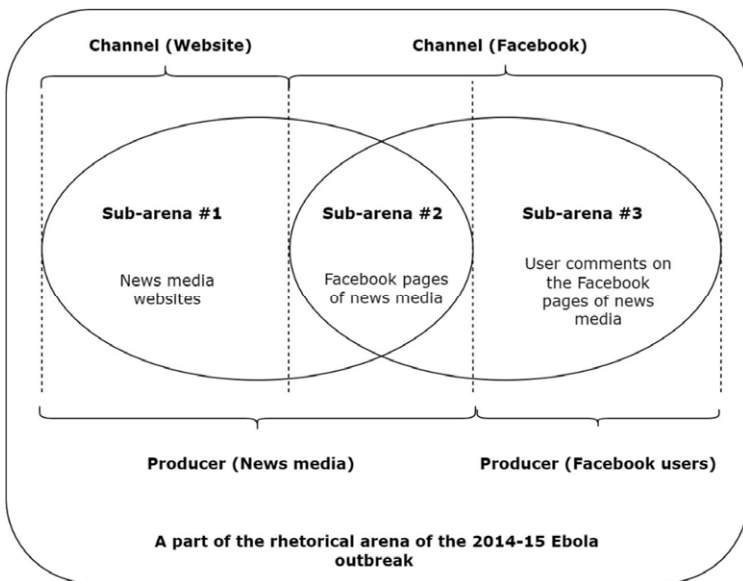 Channel (Website)
Channel (Facebook)
Sub-arena #1
News media
websites
Sub-arena #2
Facebook pages
of news media
Sub-arena #3
User comments on
the Facebook
pages of news
media
Producer (News media)
Producer (Facebook users)
A part of the rhetorical arena of the 2014-15 Ebola
outbreak